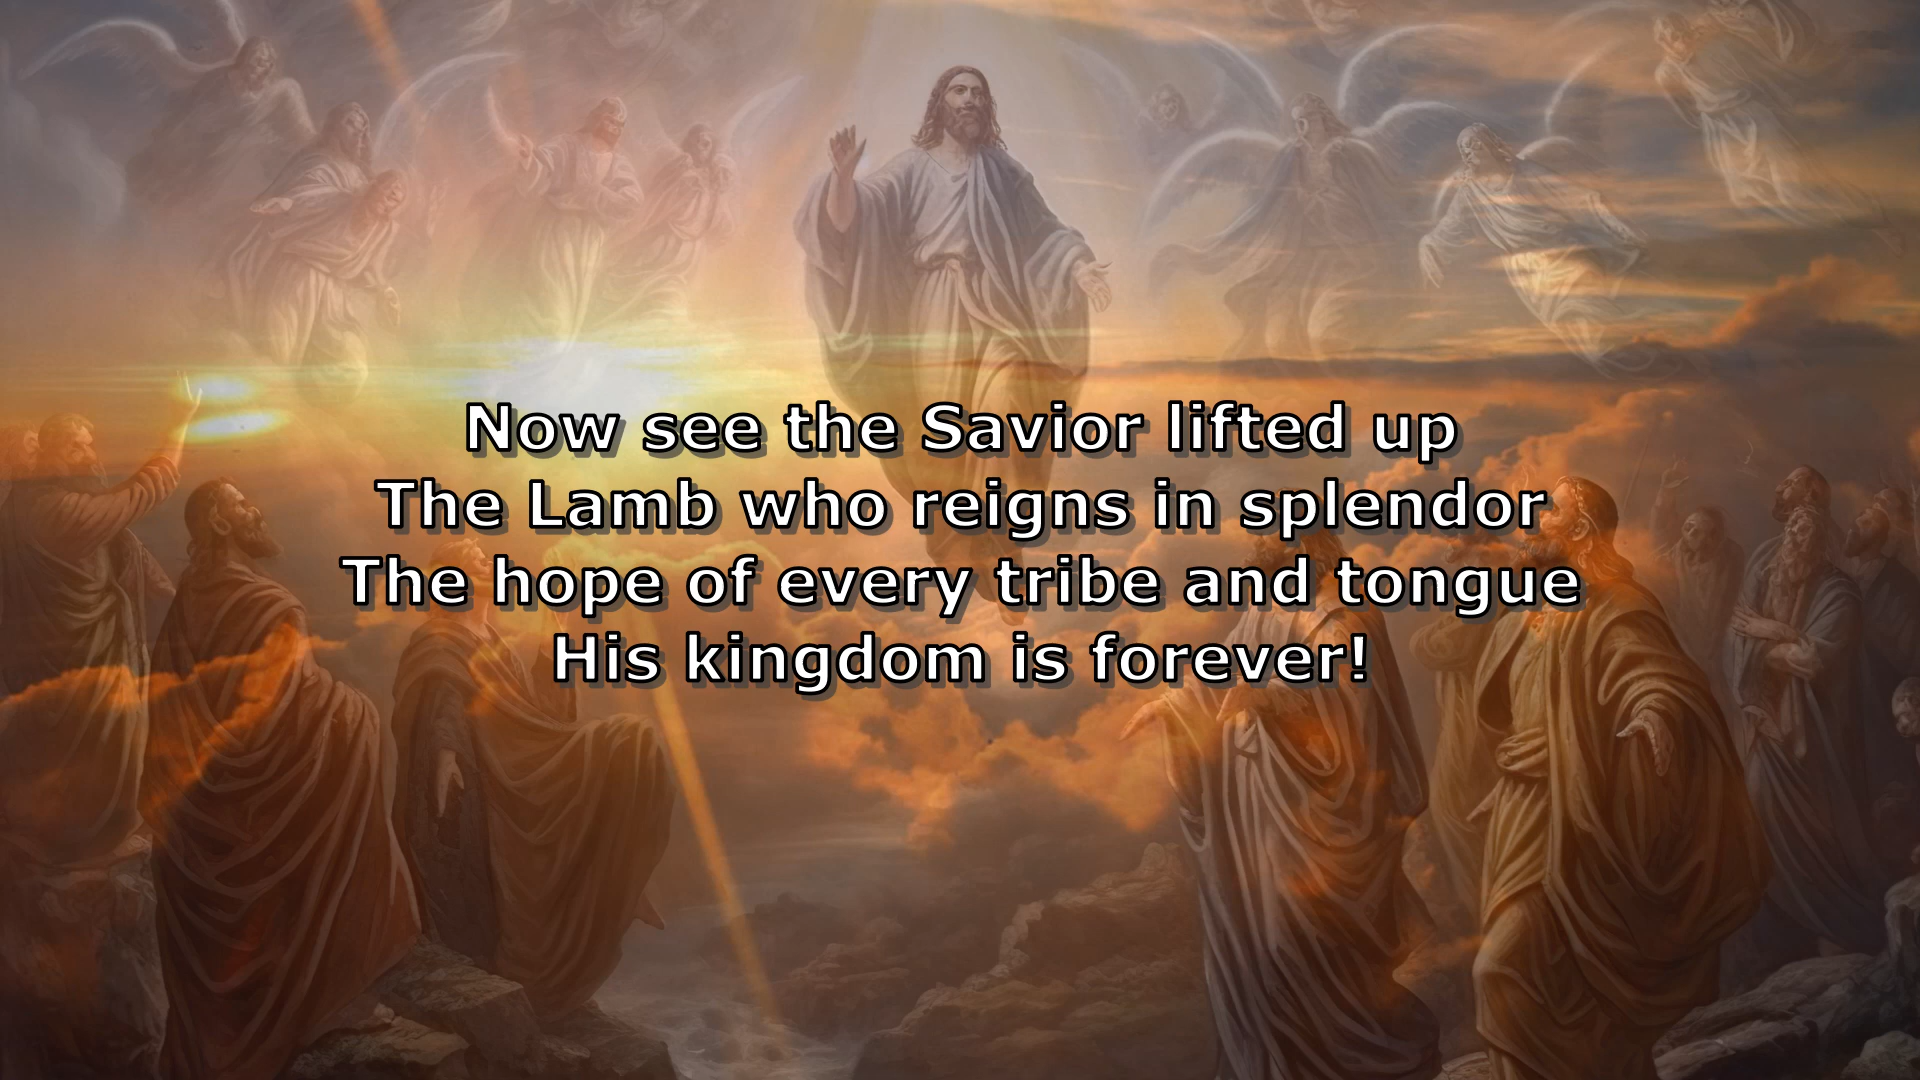 Now see the Savior lifted up
The Lamb who reigns in splendor
The hope of every tribe and tongue
His kingdom is forever!